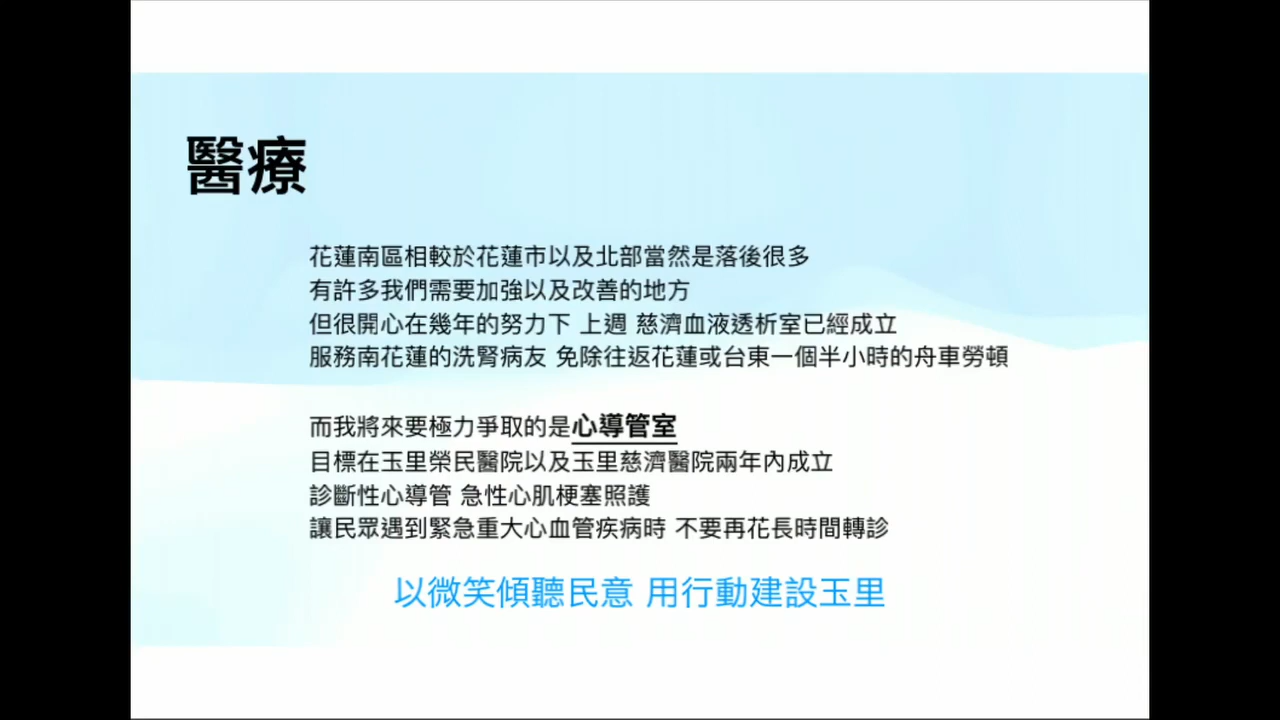 醫療
花蓮南區相較於花蓮市以及北部當然是落後很多
有許多我們需要加強以及改善的地方
但很開心在幾年的努力下 上週 慈濟血液透析室已經成立
服務南花蓮的洗腎病友 免除往返花蓮或台東一個半小時的舟車勞頓
而我將來要極力爭取的是心導管室
目標在玉里榮民醫院以及玉里慈濟醫院兩年內成立
診斷性心導管 急性心肌梗塞照護
讓民眾遇到緊急重大心血管疾病時 不要再花長時間轉診
以微笑傾聽民意 用行動建設玉里